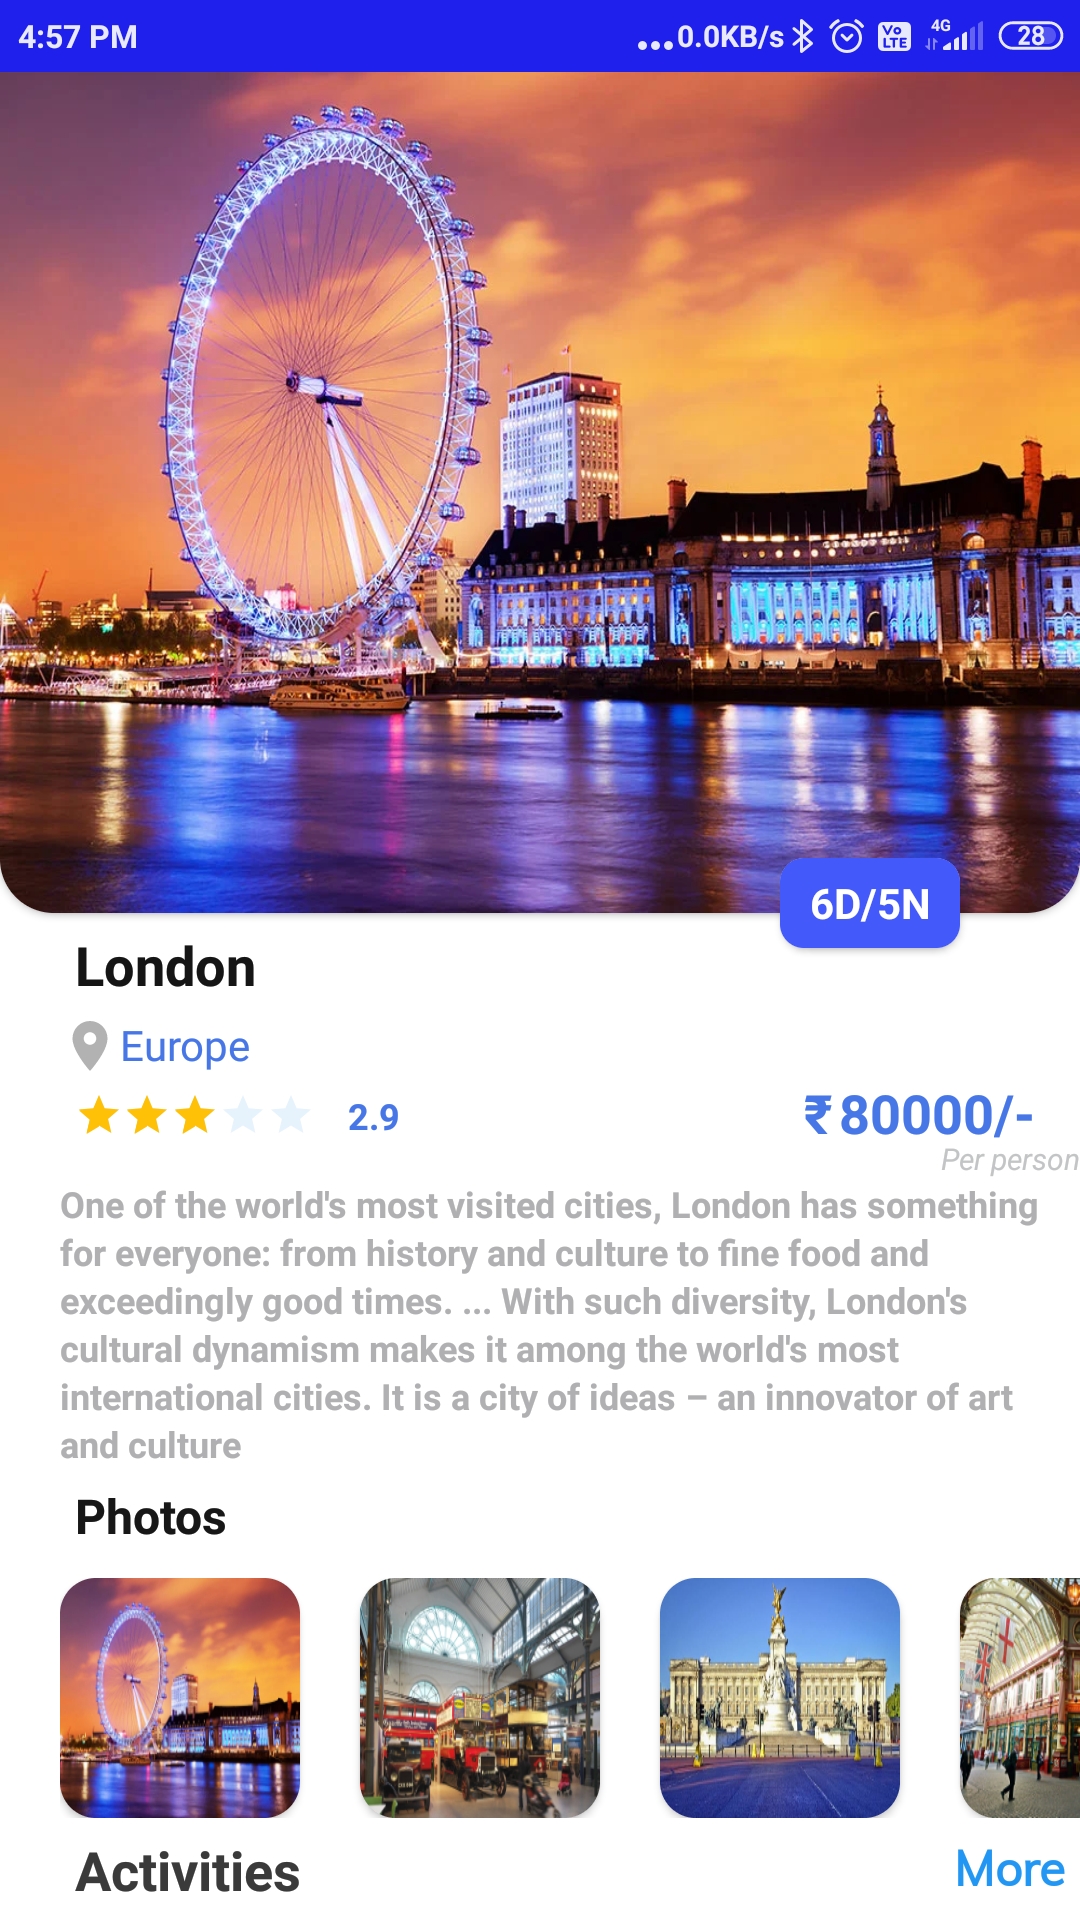 4:57 PM
...0.0KB/s
Vo
LTE
4G
28
6D/5N
London
Europe
2.9
₹80000/-
Per person
One of the world's most visited cities, London has something
for everyone: from history and culture to fine food and
exceedingly good times. ... With such diversity, London's
cultural dynamism makes it among the world's most
international cities. It is a city of ideas – an innovator of art
and culture
Photos
Activities
More